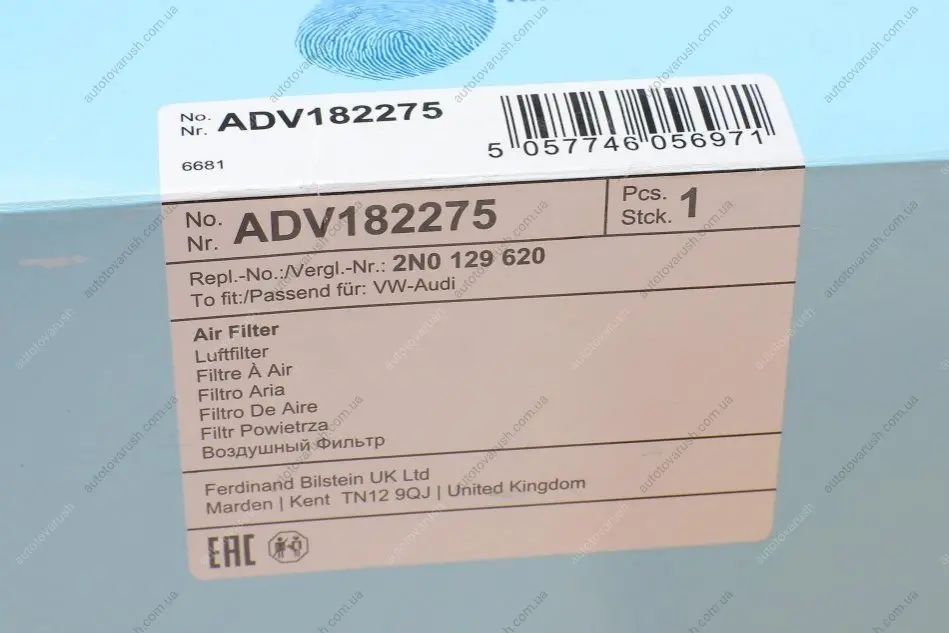 No.
Nr. ADV182275
6681
5 057746 056971
No.
Nr. ADV182275
Pcs.
Stck. 1
Repl.-No.:/Vergl.-Nr.: 2N0 129 620
To fit:/Passend für: VW-Audi
Air Filter
Luftfilter
Filtre À Air
Filtro Aria
Filtro De Aire
Filtr Powietrza
Воздушный Фильтр
Ferdinand Bilstein UK Ltd
Marden | Kent TN12 9QJ | United Kingdom
EAC
autotovarush.com.ua